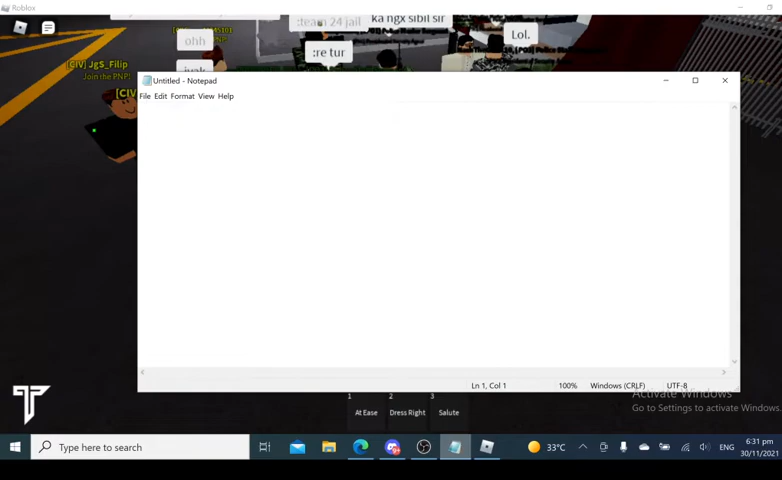 Roblox
:team 24 jail
ka ngx sibil sir
ohh
Lol.
:re tur
[CIV] JgS_Filip
Join the PNP!
[CIV
Untitled - Notepad
File Edit Format View Help
Ln 1, Col 1
100%
Windows (CRLF)
UTF-8
Activate Windows
Go to Settings to activate Windows.
1 2 3
At Ease Dress Right Salute
Type here to search
33°C
ENG
6:31 pm
30/11/2021